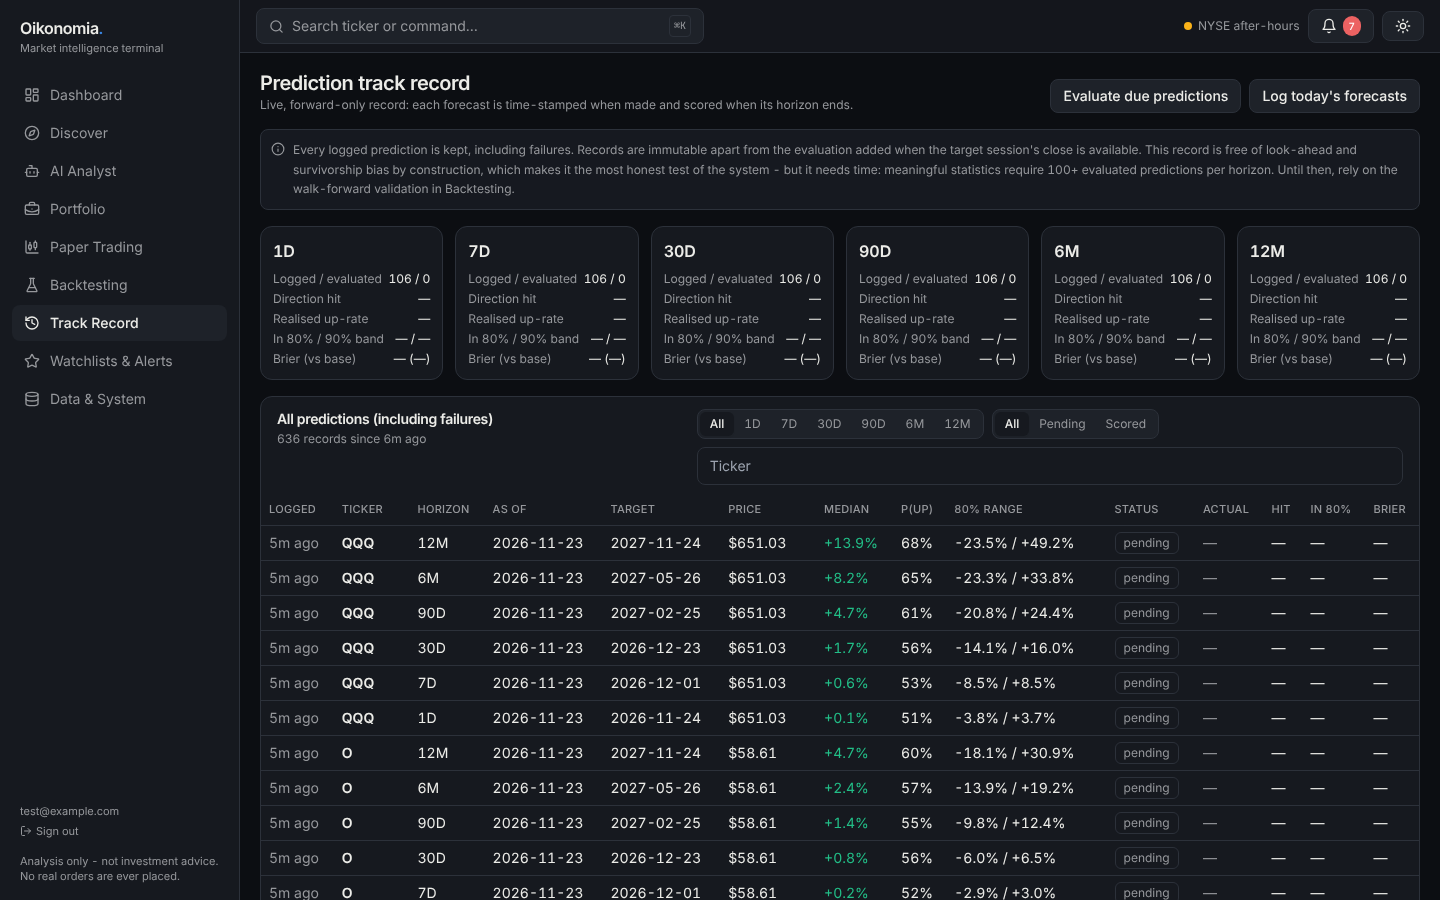 Oikonomia.
Market intelligence terminal
Dashboard
Discover
AI Analyst
Portfolio
Paper Trading
Backtesting
Track Record
Watchlists & Alerts
Data & System
test@example.com
Sign out
Analysis only - not investment advice.
No real orders are ever placed.
Search ticker or command...
⌘K
NYSE after-hours
7
Prediction track record
Live, forward-only record: each forecast is time-stamped when made and scored when its horizon ends.
Evaluate due predictions
Log today's forecasts
Every logged prediction is kept, including failures. Records are immutable apart from the evaluation added when the target session's close is available. This record is free of look-ahead and
survivorship bias by construction, which makes it the most honest test of the system - but it needs time: meaningful statistics require 100+ evaluated predictions per horizon. Until then, rely on the
walk-forward validation in Backtesting.
1D
Logged / evaluated 106 / 0
Direction hit —
Realised up-rate —
In 80% / 90% band — / —
Brier (vs base) — (—)
7D
Logged / evaluated 106 / 0
Direction hit —
Realised up-rate —
In 80% / 90% band — / —
Brier (vs base) — (—)
30D
Logged / evaluated 106 / 0
Direction hit —
Realised up-rate —
In 80% / 90% band — / —
Brier (vs base) — (—)
90D
Logged / evaluated 106 / 0
Direction hit —
Realised up-rate —
In 80% / 90% band — / —
Brier (vs base) — (—)
6M
Logged / evaluated 106 / 0
Direction hit —
Realised up-rate —
In 80% / 90% band — / —
Brier (vs base) — (—)
12M
Logged / evaluated 106 / 0
Direction hit —
Realised up-rate —
In 80% / 90% band — / —
Brier (vs base) — (—)
All predictions (including failures)
636 records since 6m ago
All 1D 7D 30D 90D 6M 12M
All Pending Scored
Ticker
LOGGED TICKER HORIZON AS OF TARGET PRICE MEDIAN P(UP) 80% RANGE STATUS ACTUAL HIT IN 80% BRIER
5m ago QQQ 12M 2026-11-23 2027-11-24 $651.03 +13.9% 68% -23.5% / +49.2% pending — — — —
5m ago QQQ 6M 2026-11-23 2027-05-26 $651.03 +8.2% 65% -23.3% / +33.8% pending — — — —
5m ago QQQ 90D 2026-11-23 2027-02-25 $651.03 +4.7% 61% -20.8% / +24.4% pending — — — —
5m ago QQQ 30D 2026-11-23 2026-12-23 $651.03 +1.7% 56% -14.1% / +16.0% pending — — — —
5m ago QQQ 7D 2026-11-23 2026-12-01 $651.03 +0.6% 53% -8.5% / +8.5% pending — — — —
5m ago QQQ 1D 2026-11-23 2026-11-24 $651.03 +0.1% 51% -3.8% / +3.7% pending — — — —
5m ago O 12M 2026-11-23 2027-11-24 $58.61 +4.7% 60% -18.1% / +30.9% pending — — — —
5m ago O 6M 2026-11-23 2027-05-26 $58.61 +2.4% 57% -13.9% / +19.2% pending — — — —
5m ago O 90D 2026-11-23 2027-02-25 $58.61 +1.4% 55% -9.8% / +12.4% pending — — — —
5m ago O 30D 2026-11-23 2026-12-23 $58.61 +0.8% 56% -6.0% / +6.5% pending — — — —
5m ago O 7D 2026-11-23 2026-12-01 $58.61 +0.2% 52% -2.9% / +3.0% pending — — — —